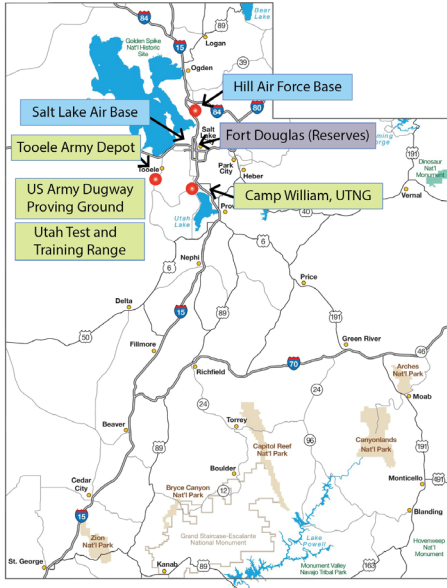 84
89
Bear
Lake
Golden Spike
Nat'l Historic
Site
15
Logan
Ogden
39
Hill Air Force Base
84
80
Salt Lake Air Base
Salt
Lake
Fort Douglas (Reserves)
Tooele Army Depot
Park
City
Heber
191
Dinosaur
Nat'l
Monument
Tooele
US Army Dugway
Proving Ground
Camp William, UTNG
Vernal
Utah
Lake
40
Utah Test and
Training Range
6
Nephi
6
Price
Delta
15
89
191
50
Fillmore
Green River
46
70
Richfield
Arches
Nat'l Park
Moab
24
24
Torrey
Beaver
89
Capitol Reef
Nat'l Park
96
Canyonlands
Nat'l Park
Boulder
Cedar
City
Bryce Canyon
Nat'l Park
12
Monticello
491
191
15
Blanding
Zion
Nat'l Park
Grand Staircase-Escalante
National Monument
Lake
Powell
Hovenweep
Nat'l
Monument
St. George
Kanab
89
Monument Valley
Navajo Tribal Park
163